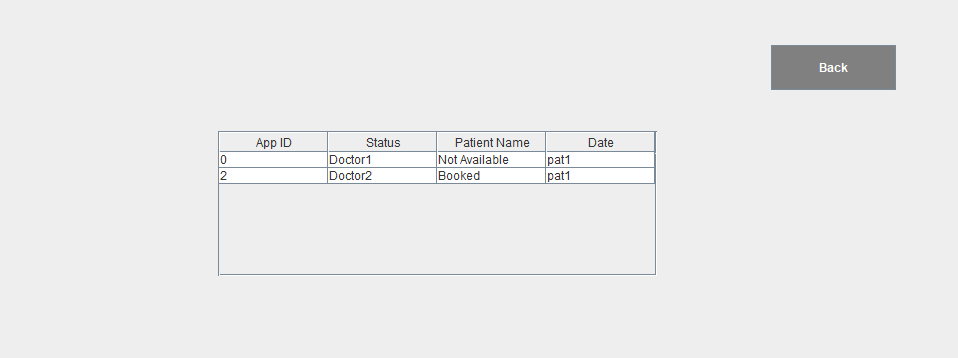 Back
App ID Status Patient Name Date
0 Doctor1 Not Available pat1
2 Doctor2 Booked pat1